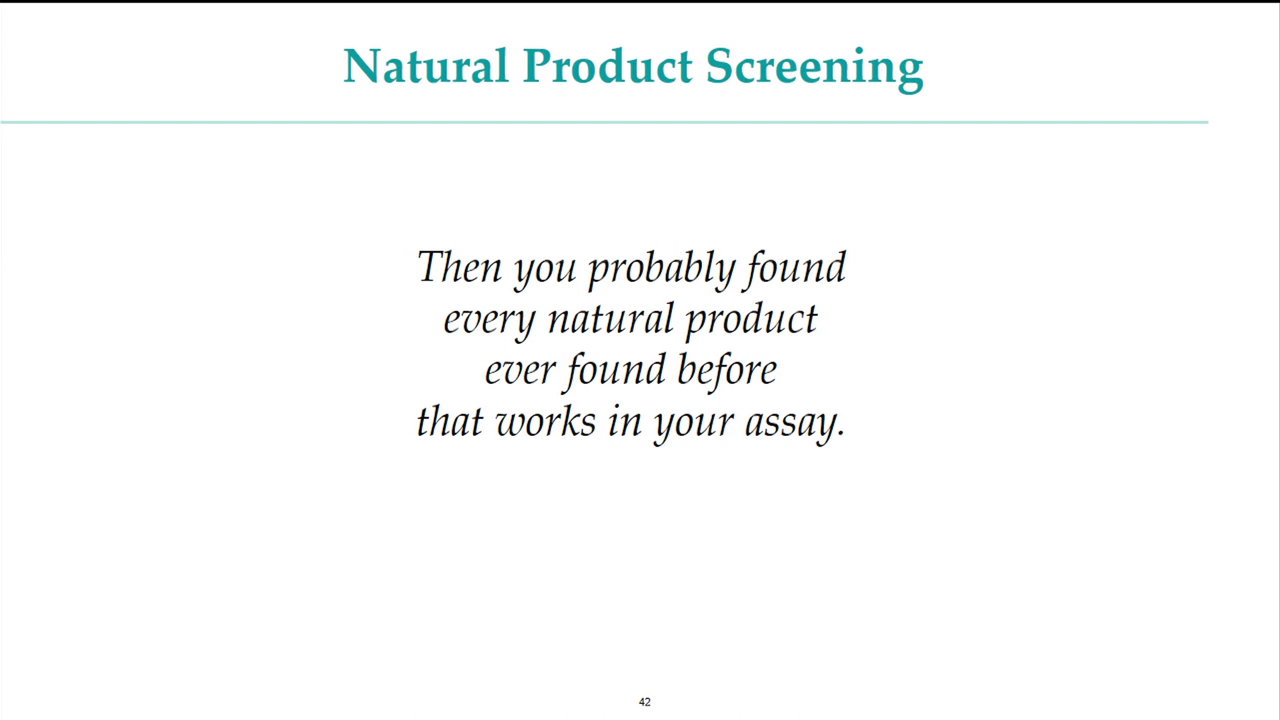 Natural Product Screening
Then you probably found
every natural product
ever found before
that works in your assay.
42